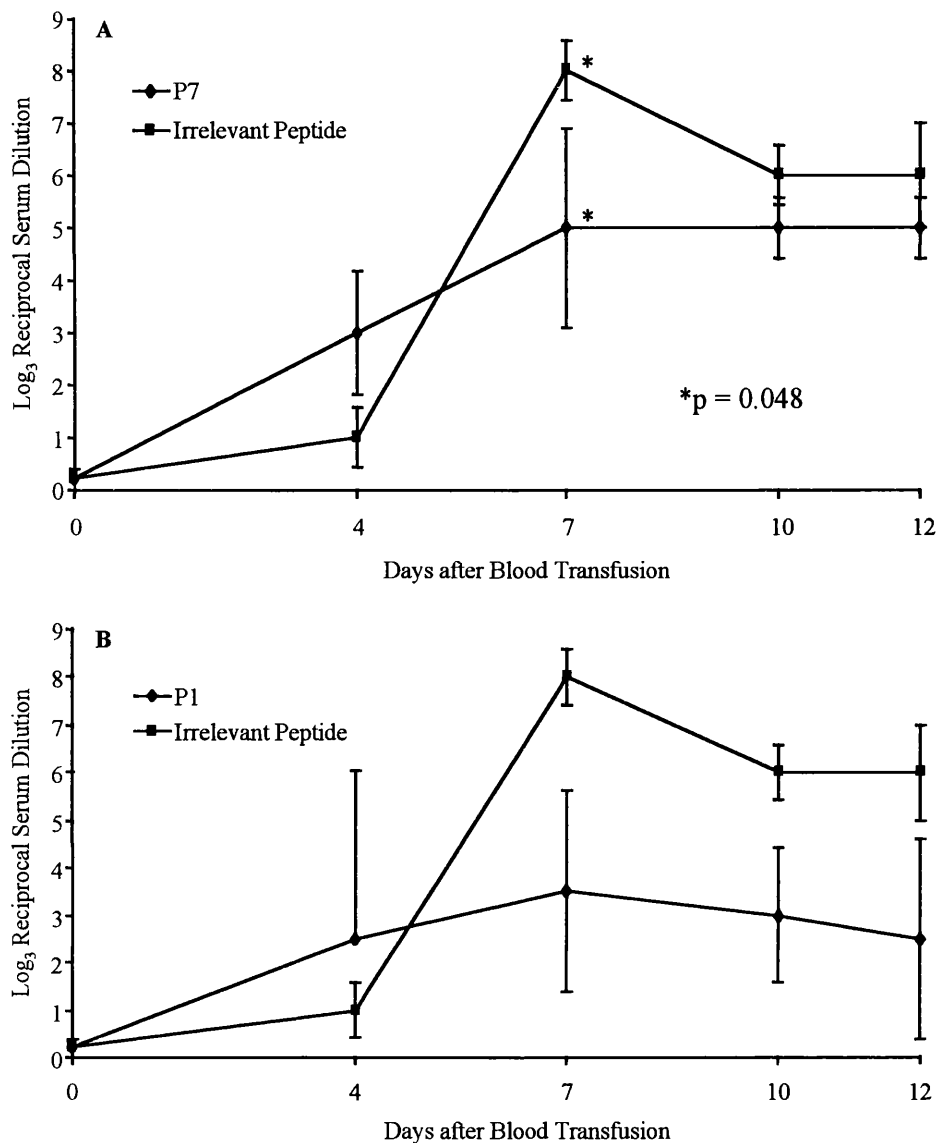 A
P7
Irrelevant Peptide
9
8
7
6
5
4
3
2
1
0
Log3 Reciprocal Serum Dilution
*
*
*p = 0.048
0 4 7 10 12
Days after Blood Transfusion
B
P1
Irrelevant Peptide
9
8
7
6
5
4
3
2
1
0
Log3 Reciprocal Serum Dilution
0 4 7 10 12
Days after Blood Transfusion